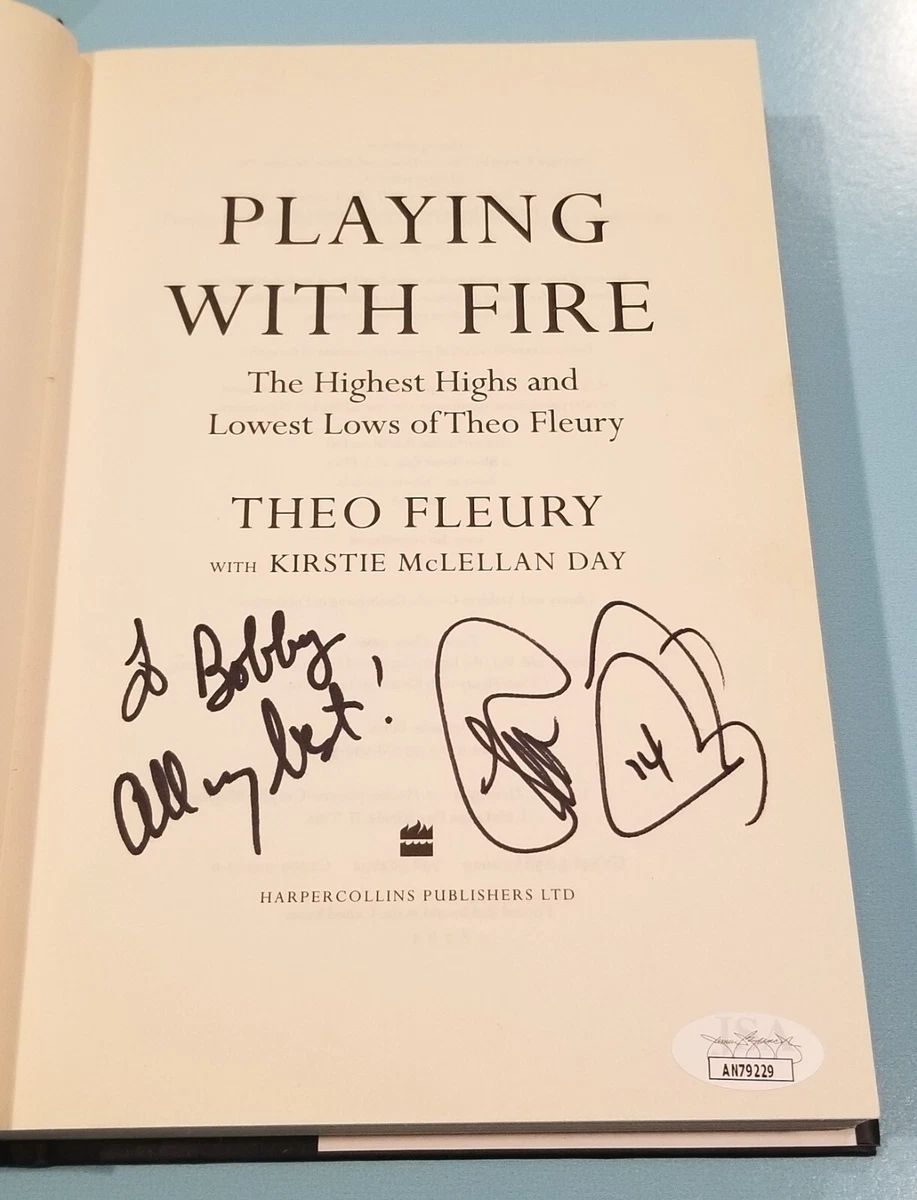 PLAYING
WITH FIRE
The Highest Highs and
Lowest Lows of Theo Fleury
THEO FLEURY
WITH KIRSTIE McLELLAN DAY
To Bobby
All my best!
14
HARPERCOLLINS PUBLISHERS LTD
JSA
AN79229